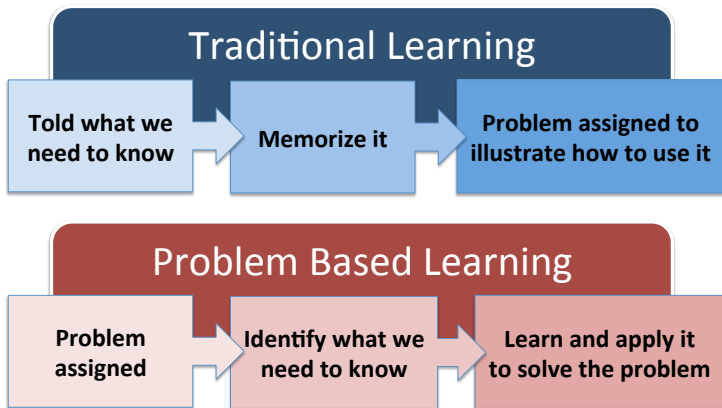 Traditional Learning
Told what we
need to know
Memorize it
Problem assigned to
illustrate how to use it
Problem Based Learning
Problem
assigned
Identify what we
need to know
Learn and apply it
to solve the problem